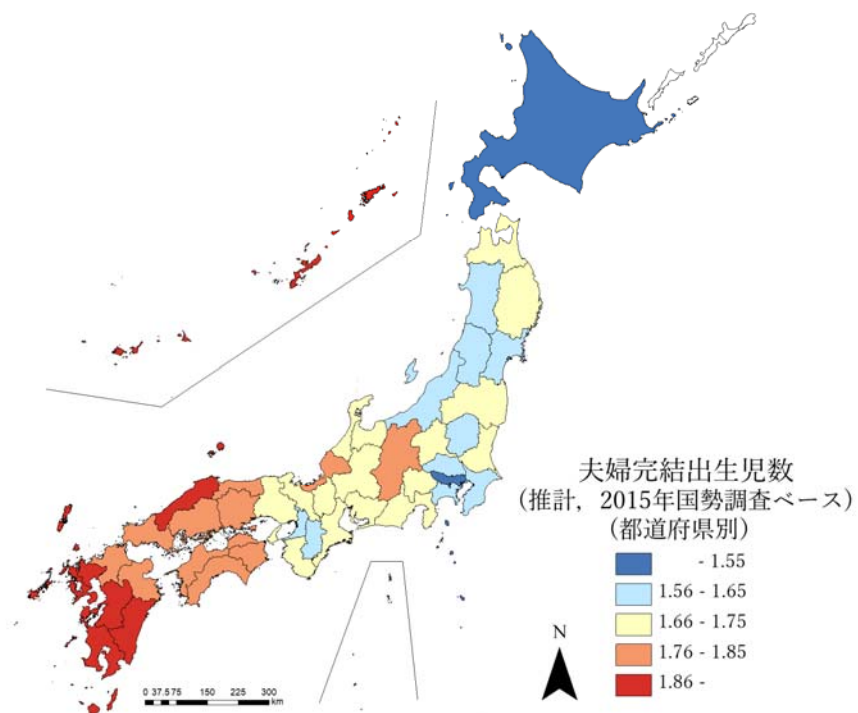 夫婦完結出生児数
(推計，2015年国勢調査ベース)
(都道府県別)
- 1.55
1.56 - 1.65
1.66 - 1.75
1.76 - 1.85
1.86 -
N
0 37.5 75 150 225 300
km